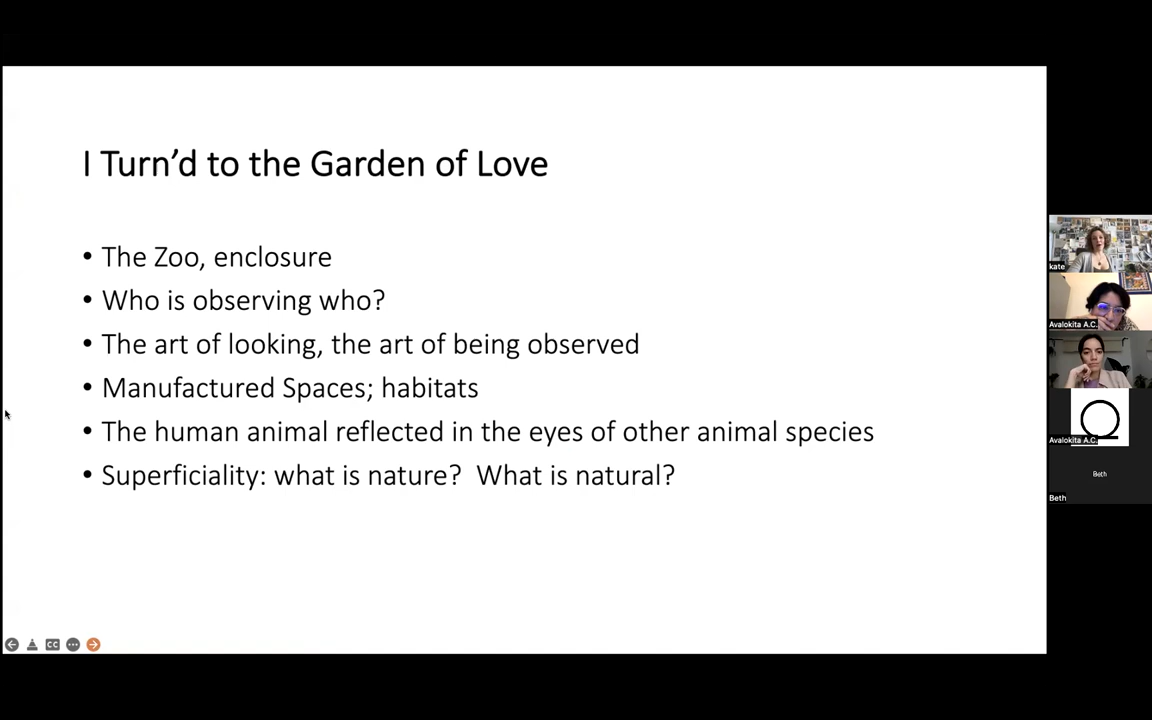 I Turn’d to the Garden of Love
• The Zoo, enclosure
• Who is observing who?
• The art of looking, the art of being observed
• Manufactured Spaces; habitats
• The human animal reflected in the eyes of other animal species
• Superficiality: what is nature?  What is natural?
kate
Avalokita A.C.
Avalokita A.C.
Beth
Beth
CC